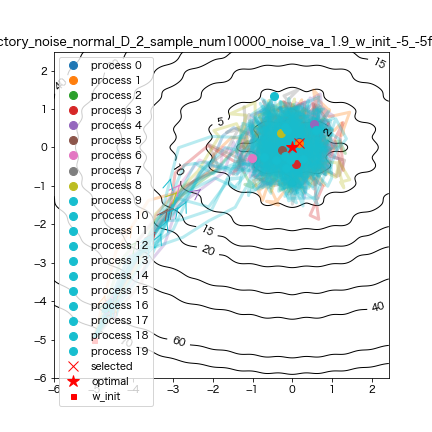 ctory_noise_normal_D_2_sample_num10000_noise_va_1.9_w_init_-5_-5f
process 0
process 1
process 2
process 3
process 4
process 5
process 6
process 7
process 8
process 9
process 10
process 11
process 12
process 13
process 14
process 15
process 16
process 17
process 18
process 19
selected
optimal
w_init
2
1
0
−1
−2
−3
−4
−5
−6
−6 −5 −4 −3 −2 −1 0 1 2
15
5
2
10
15
20
40
60